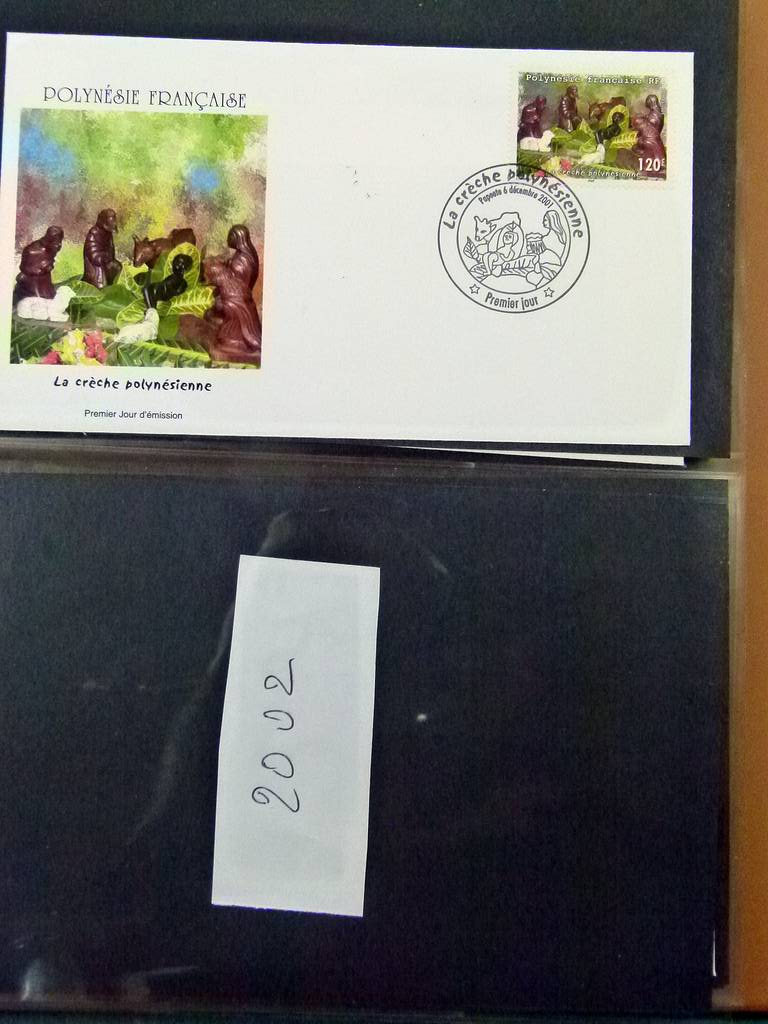 POLYNÉSIE FRANÇAISE
La crèche polynésienne
Premier Jour d'émission
Polynésie française RF
120F
La crèche polynésienne
La crèche polynésienne
Papeete 6 décembre 2001
Premier jour
2002